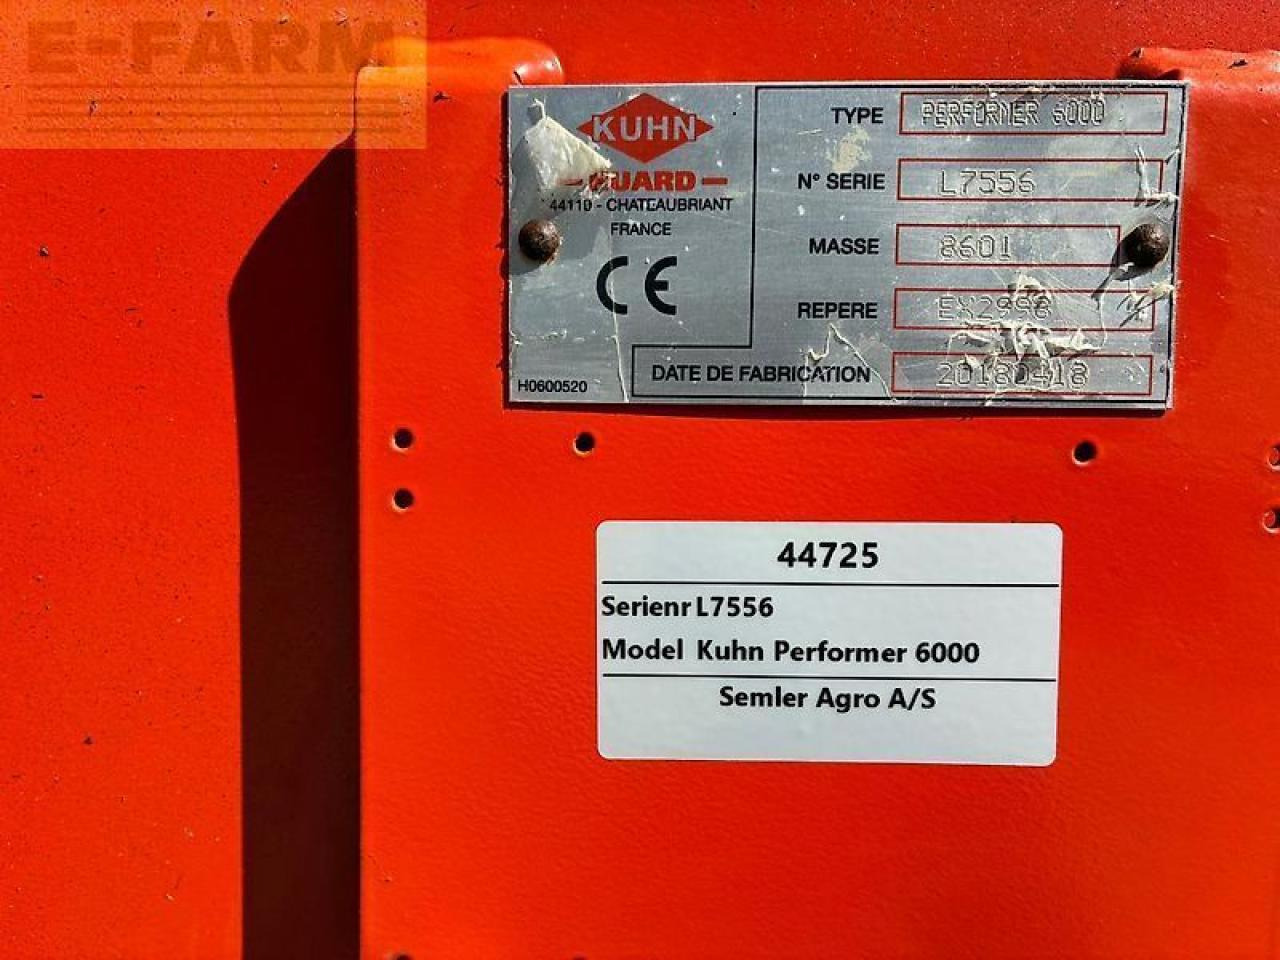 E-FARM
KUHN
HUARD
44110 - CHATEAUBRIANT
FRANCE
CE
H0600520
TYPE PERFORMER 6000
N° SERIE L7556
MASSE 8601
REPERE EX2998
DATE DE FABRICATION 20180418
44725
Serienr L7556
Model Kuhn Performer 6000
Semler Agro A/S